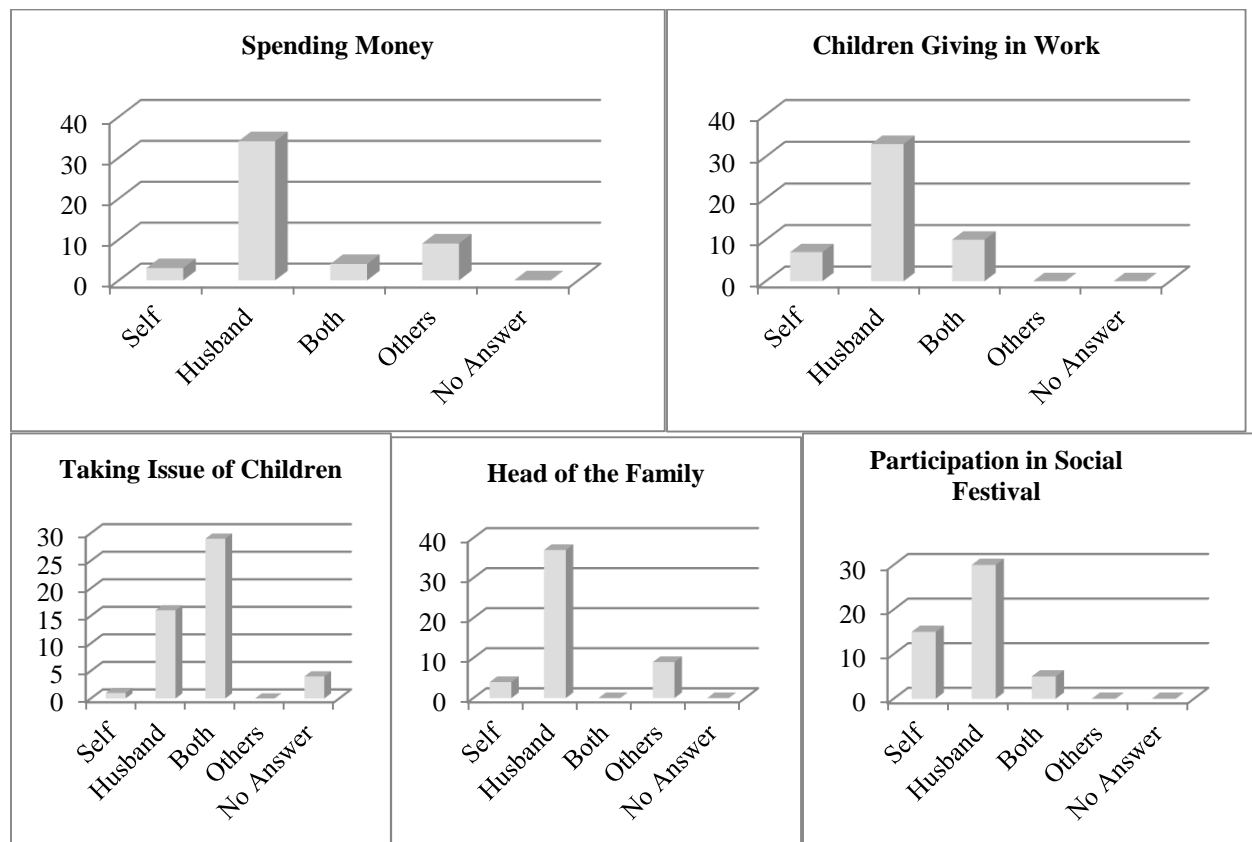 Spending Money
40
30
20
10
0
Self
Husband
Both
Others
No Answer
Children Giving in Work
40
30
20
10
0
Self
Husband
Both
Others
No Answer
Taking Issue of Children
30
25
20
15
10
5
0
Self
Husband
Both
Others
No Answer
Head of the Family
40
30
20
10
0
Self
Husband
Both
Others
No Answer
Participation in Social
Festival
30
20
10
0
Self
Husband
Both
Others
No Answer